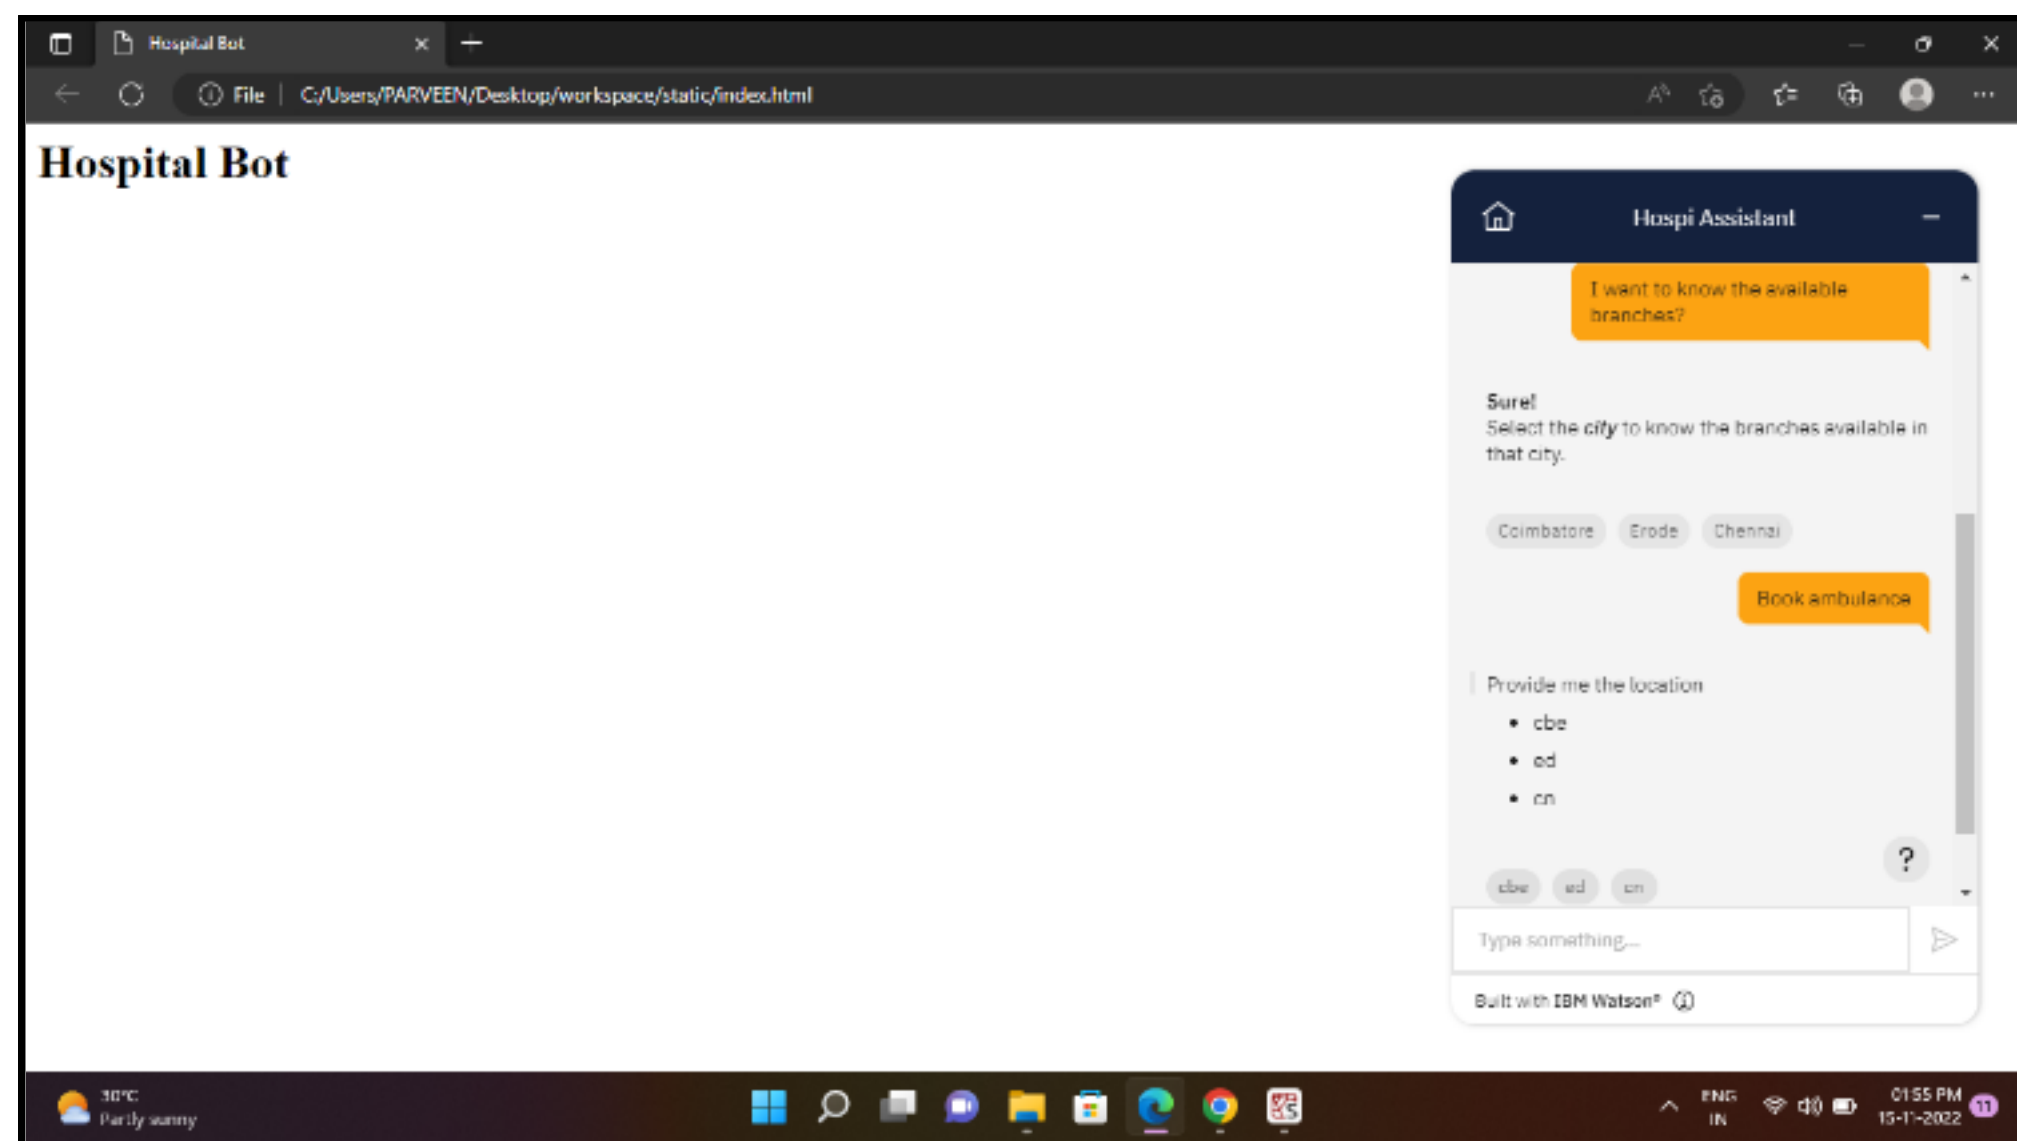 Hospital Bot
File
C:/Users/PARVEEN/Desktop/workspace/static/index.html
Hospital Bot
Hospi Assistant
I want to know the available
branches?
Sure!
Select the city to know the branches available in
that city.
Coimbatore Erode Chennai
Book ambulance
Provide me the location
• cbe
• ed
• cn
?
cbe ed cn
Type something...
Built with IBM Watson®
30°C
Partly sunny
ENG
IN
01:55 PM
15-11-2022
11